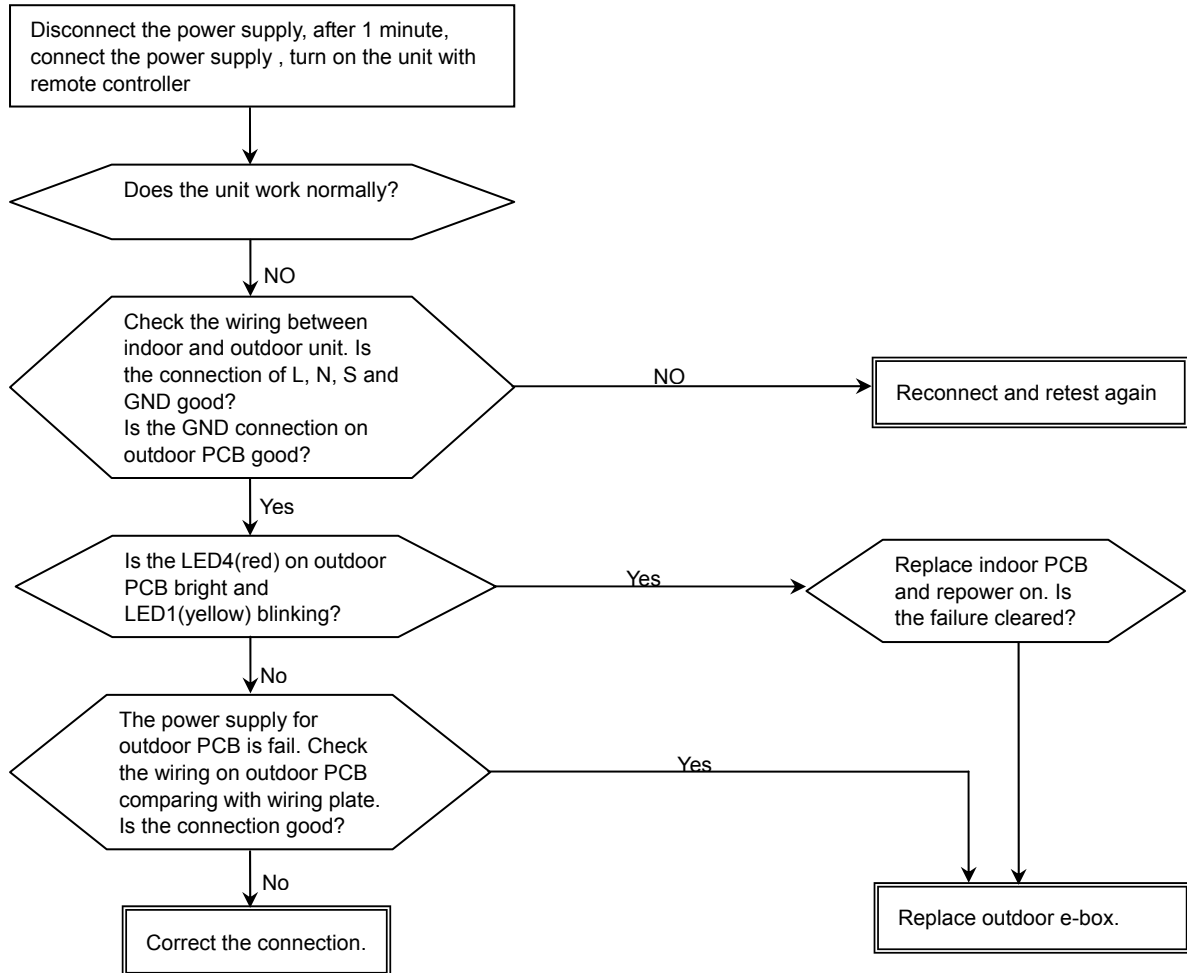 Disconnect the power supply, after 1 minute,
connect the power supply , turn on the unit with
remote controller
Does the unit work normally?
NO
Check the wiring between
indoor and outdoor unit. Is
the connection of L, N, S and
GND good?
Is the GND connection on
outdoor PCB good?
NO
Reconnect and retest again
Yes
Is the LED4(red) on outdoor
PCB bright and
LED1(yellow) blinking?
Yes
Replace indoor PCB
and repower on. Is
the failure cleared?
No
The power supply for
outdoor PCB is fail. Check
the wiring on outdoor PCB
comparing with wiring plate.
Is the connection good?
Yes
No
Correct the connection.
Replace outdoor e-box.